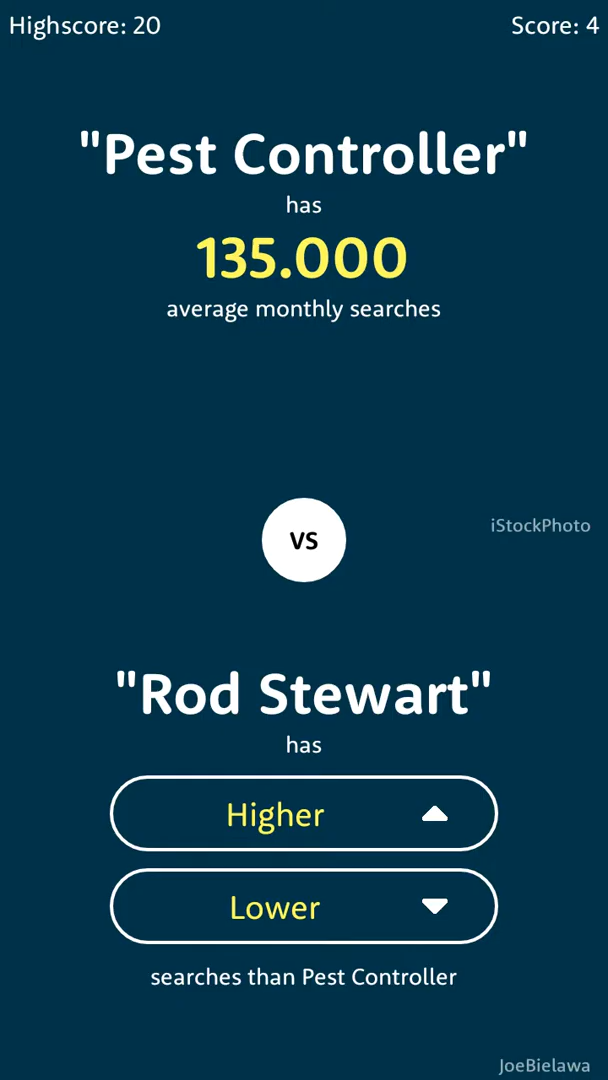 Highscore: 20
Score: 4
"Pest Controller"
has
135.000
average monthly searches
iStockPhoto
VS
"Rod Stewart"
has
Higher
Lower
searches than Pest Controller
JoeBielawa